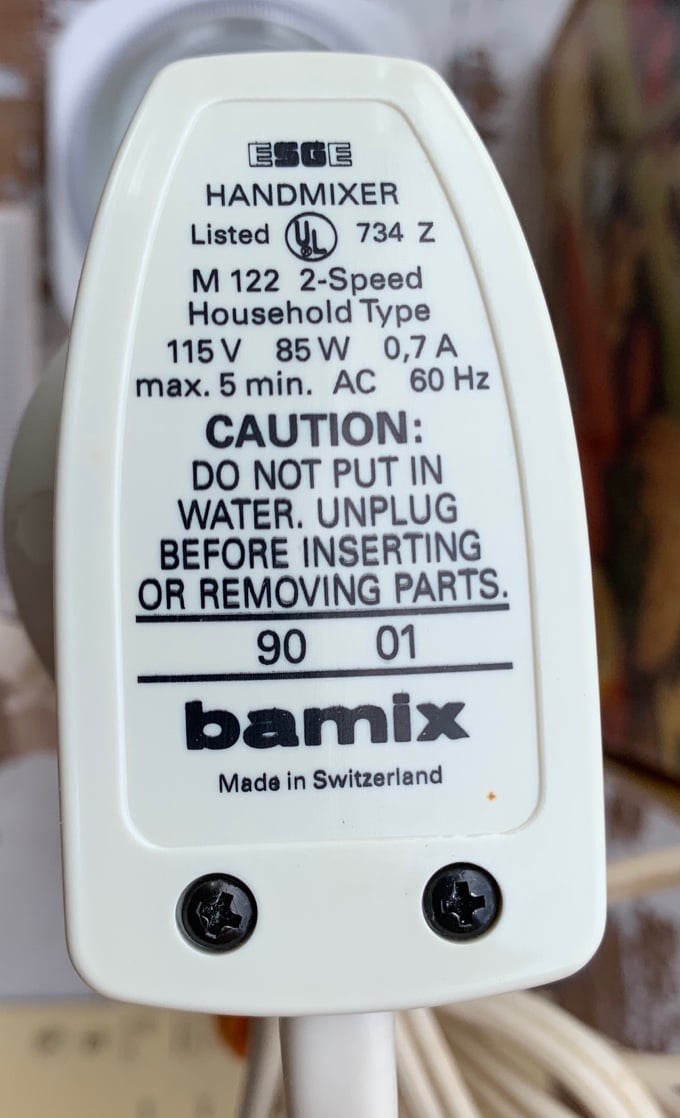 ESGE
HANDMIXER
Listed UL ® 734 Z
M 122 2-Speed
Household Type
115 V 85 W 0,7 A
max. 5 min. AC 60 Hz
CAUTION:
DO NOT PUT IN
WATER. UNPLUG
BEFORE INSERTING
OR REMOVING PARTS.
90 01
bamix
Made in Switzerland